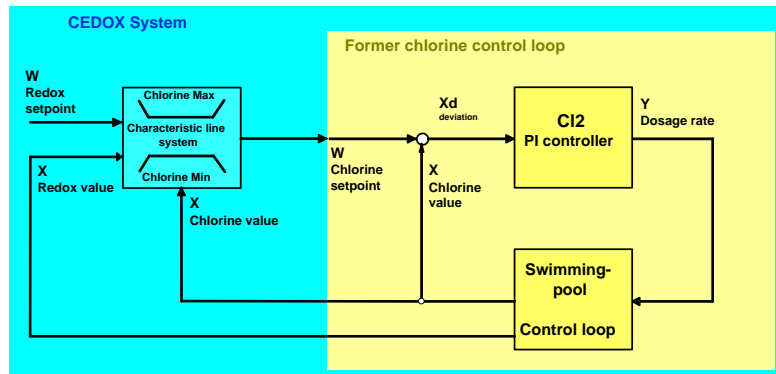 CEDOX System
Former chlorine control loop
W
Redox
setpoint
Chlorine Max
Characteristic line
system
Chlorine Min
X
Redox value
X
Chlorine value
W
Chlorine
setpoint
Xd
deviation
X
Chlorine
value
Cl2
PI controller
Y
Dosage rate
Swimming-
pool
Control loop